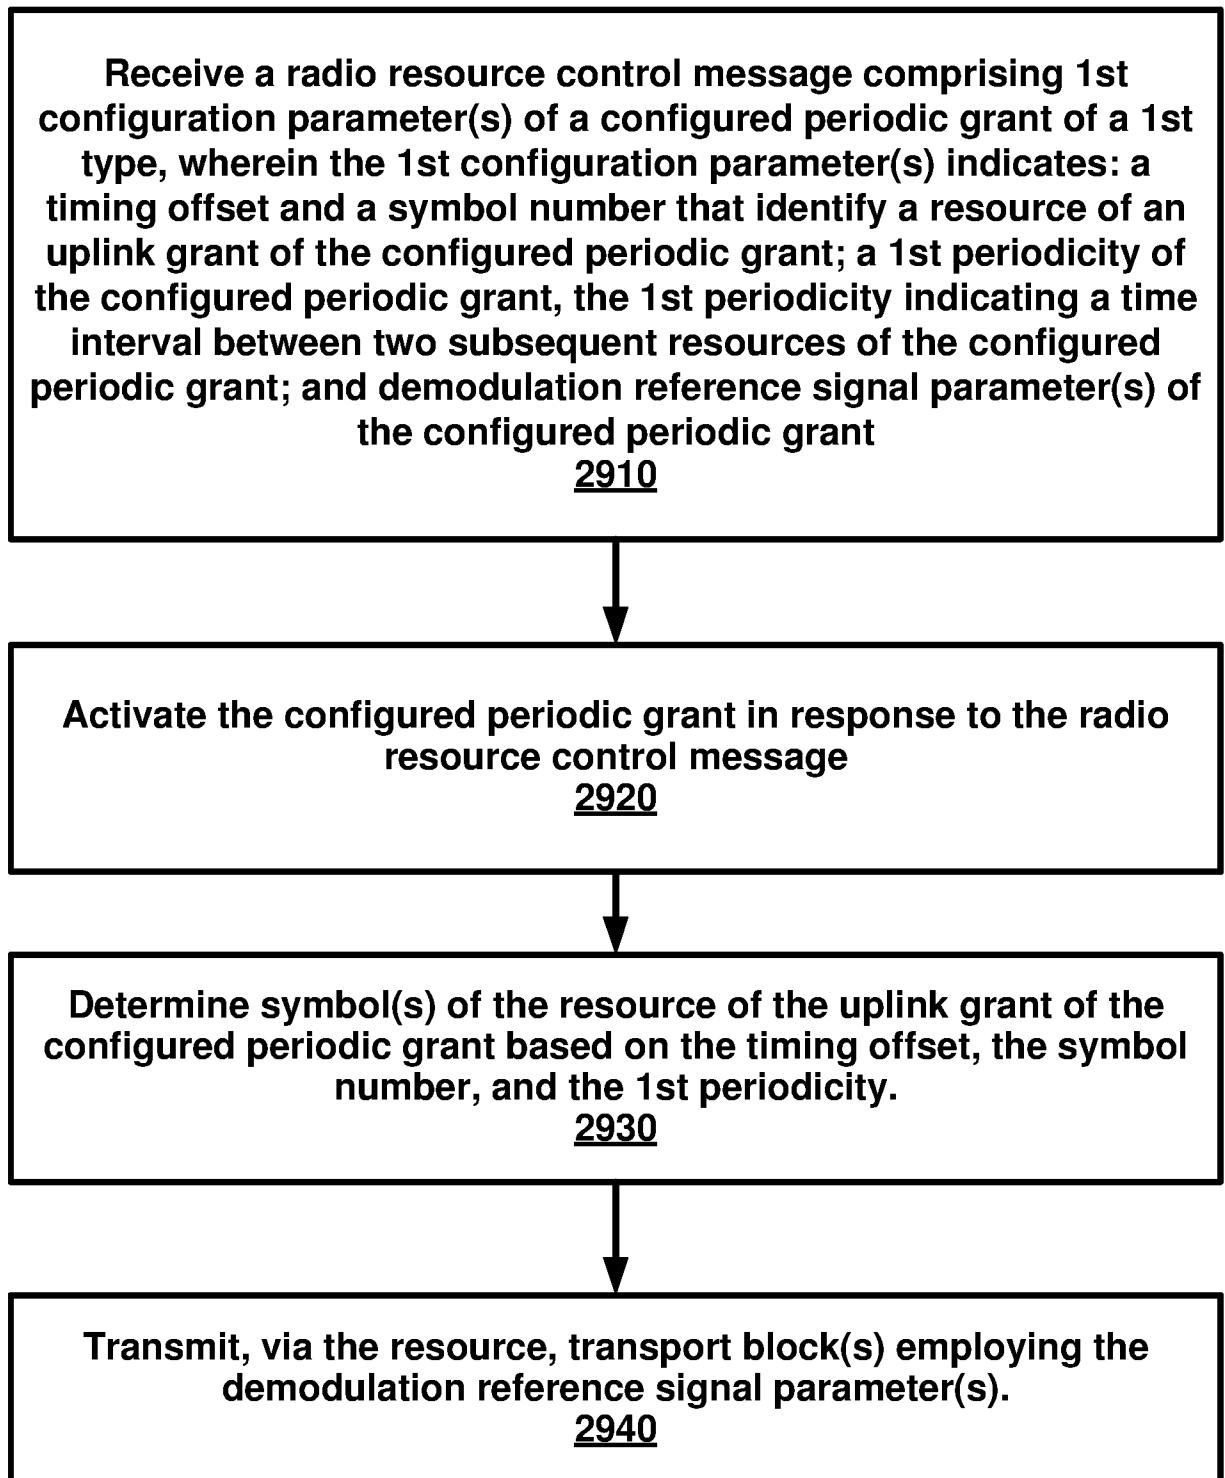 Receive a radio resource control message comprising 1st
configuration parameter(s) of a configured periodic grant of a 1st
type, wherein the 1st configuration parameter(s) indicates: a
timing offset and a symbol number that identify a resource of an
uplink grant of the configured periodic grant; a 1st periodicity of
the configured periodic grant, the 1st periodicity indicating a time
interval between two subsequent resources of the configured
periodic grant; and demodulation reference signal parameter(s) of
the configured periodic grant
2910
Activate the configured periodic grant in response to the radio
resource control message
2920
Determine symbol(s) of the resource of the uplink grant of the
configured periodic grant based on the timing offset, the symbol
number, and the 1st periodicity.
2930
Transmit, via the resource, transport block(s) employing the
demodulation reference signal parameter(s).
2940